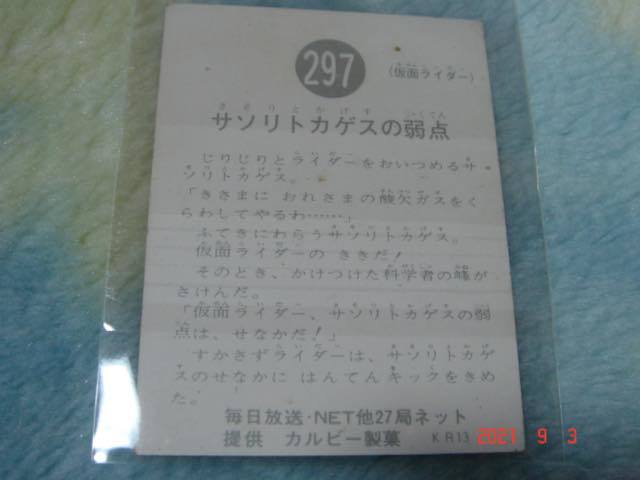 297
(仮面ライダー)
サソリトカゲスの弱点
じりじりとライダーをおいつめるサ
ソリトカゲス。
「きさまに おれさまの酸欠ガスをく
らわしてやるわ……」
ふてきにわらうサソリトカゲス。
仮面ライダーの ききだ!
そのとき、かけつけた科学者の峰が
さけんだ。
「仮面ライダー、サソリトカゲスの弱
点は、せなかだ!」
すかさずライダーは、サソリトカゲ
スのせなかに はんてんキックをきめ
た。
毎日放送・NET他27局ネット
提供 カルビー製菓 KR13
2021 9 3